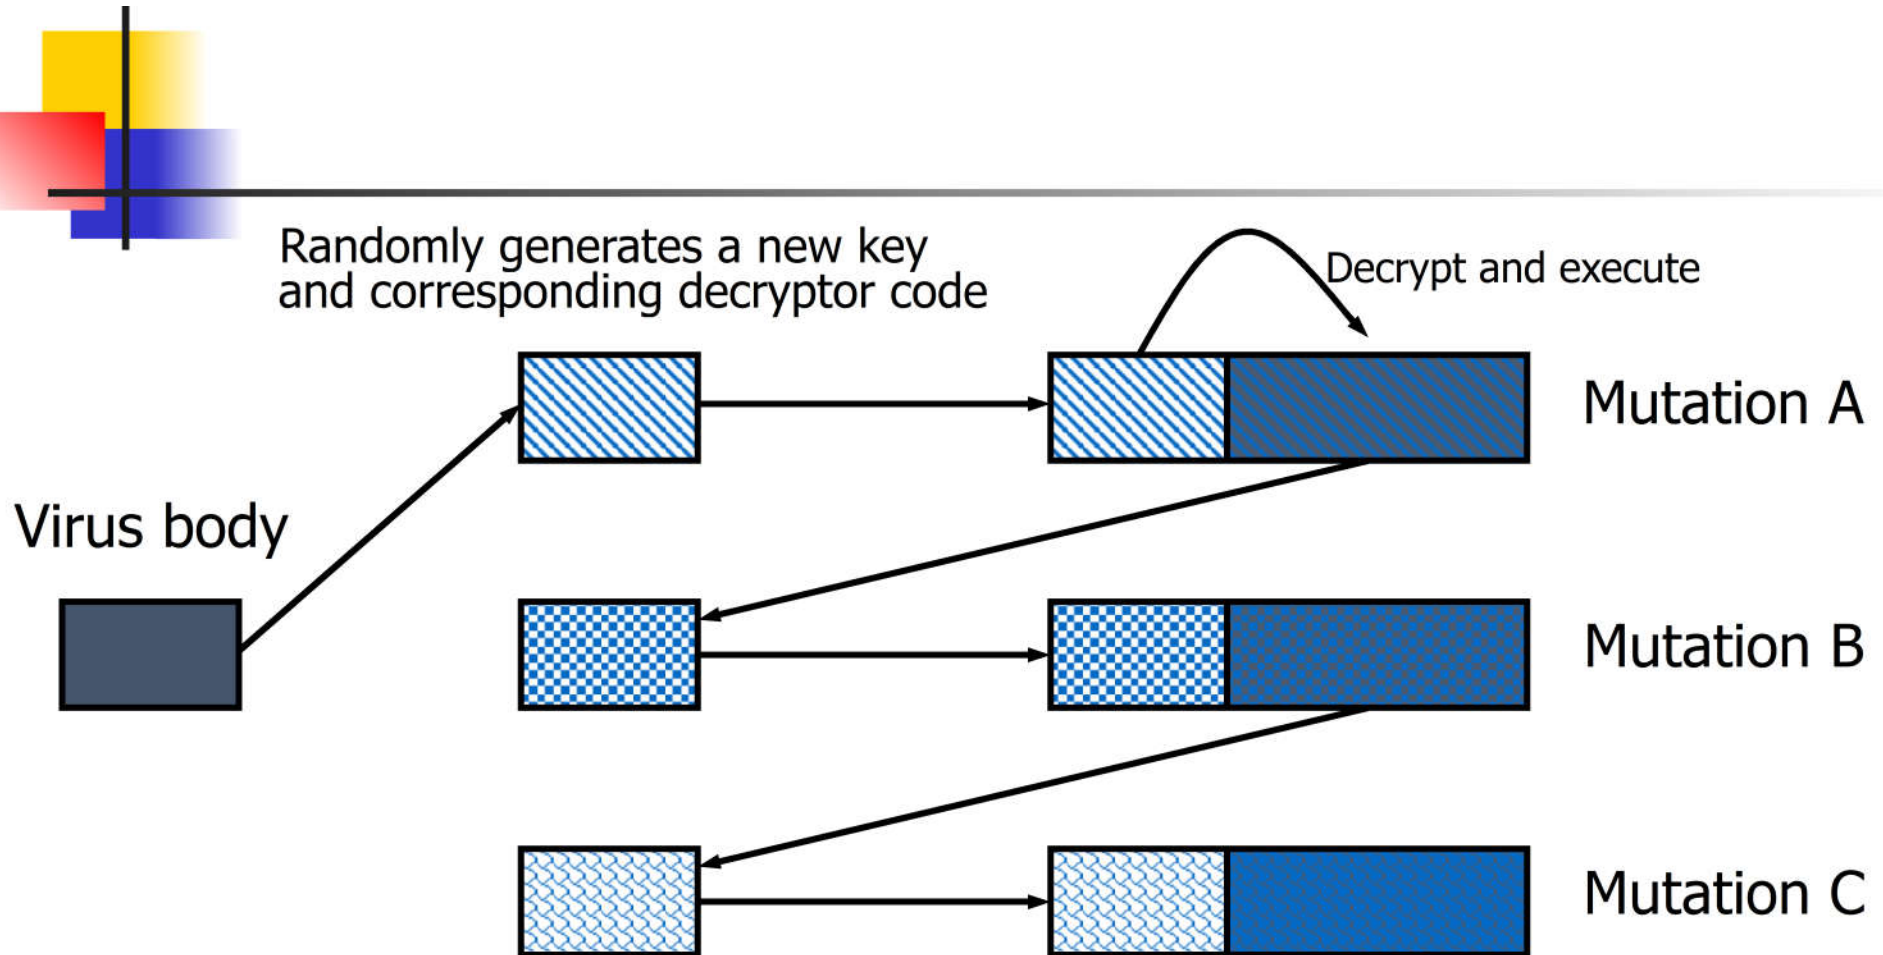 Randomly generates a new key
and corresponding decryptor code
Decrypt and execute
Mutation A
Virus body
Mutation B
Mutation C